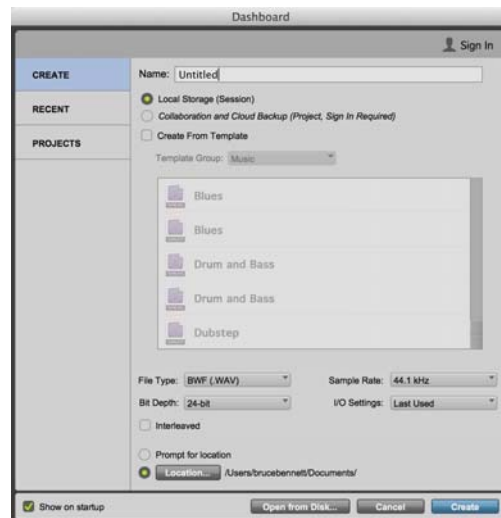 Dashboard
Sign In
CREATE
RECENT
PROJECTS
Name: Untitled
Local Storage (Session)
Collaboration and Cloud Backup (Project, Sign In Required)
Create From Template
Template Group: Music
Blues
Blues
Drum and Bass
Drum and Bass
Dubstep
File Type: BWF (.WAV) Sample Rate: 44.1 kHz
Bit Depth: 24-bit I/O Settings: Last Used
Interleaved
Prompt for location
Location... /Users/brucebennett/Documents/
Show on startup Open from Disk... Cancel Create